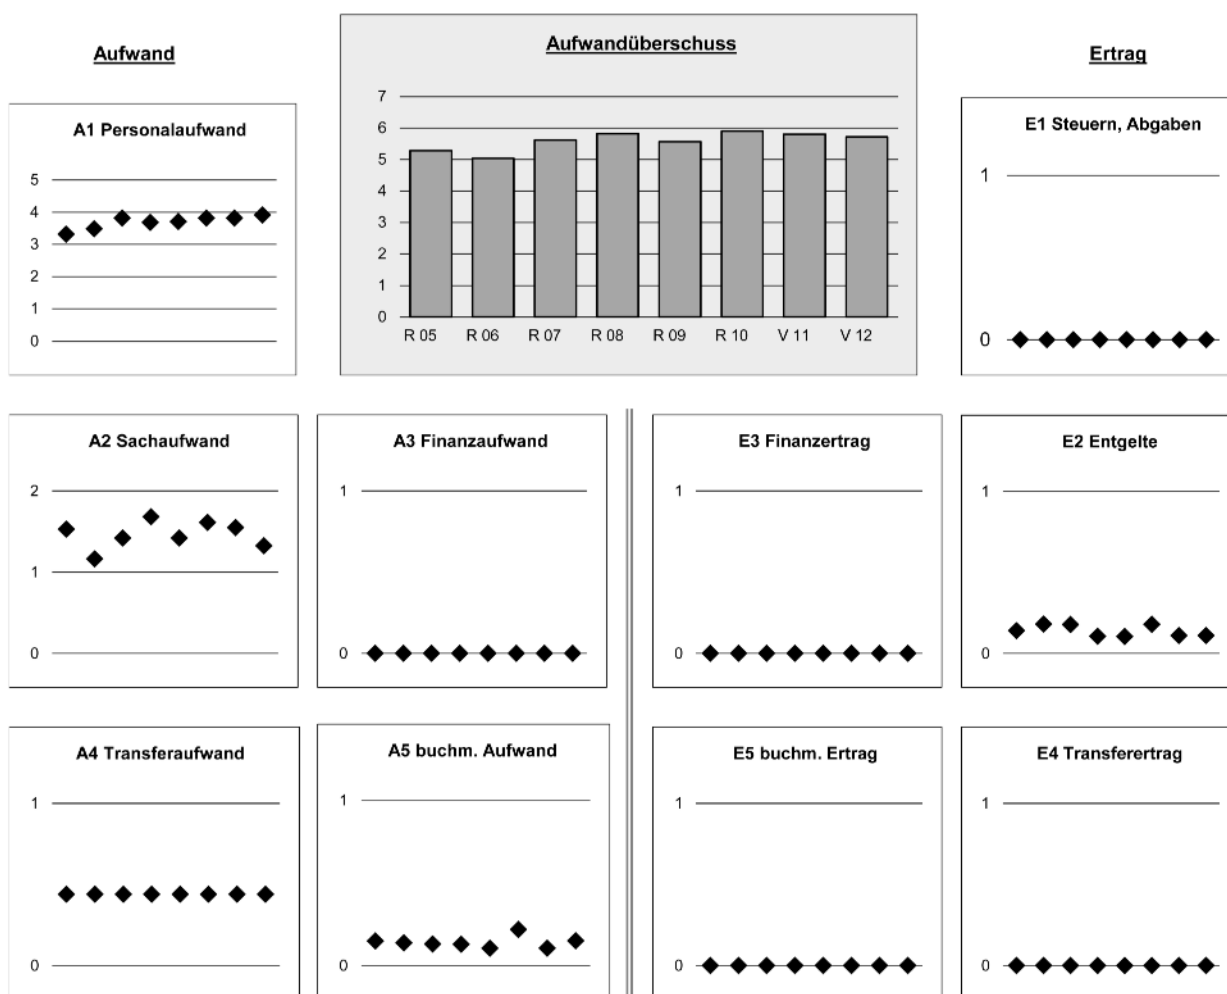 Aufwand
Aufwandüberschuss
Ertrag
A1 Personalaufwand
5
4
3
2
1
0
7
6
5
4
3
2
1
0
R 05 R 06 R 07 R 08 R 09 R 10 V 11 V 12
E1 Steuern, Abgaben
1
0
A2 Sachaufwand
2
1
0
A3 Finanzaufwand
1
0
E3 Finanzertrag
1
0
E2 Entgelte
1
0
A4 Transferaufwand
1
0
A5 buchm. Aufwand
1
0
E5 buchm. Ertrag
1
0
E4 Transferertrag
1
0